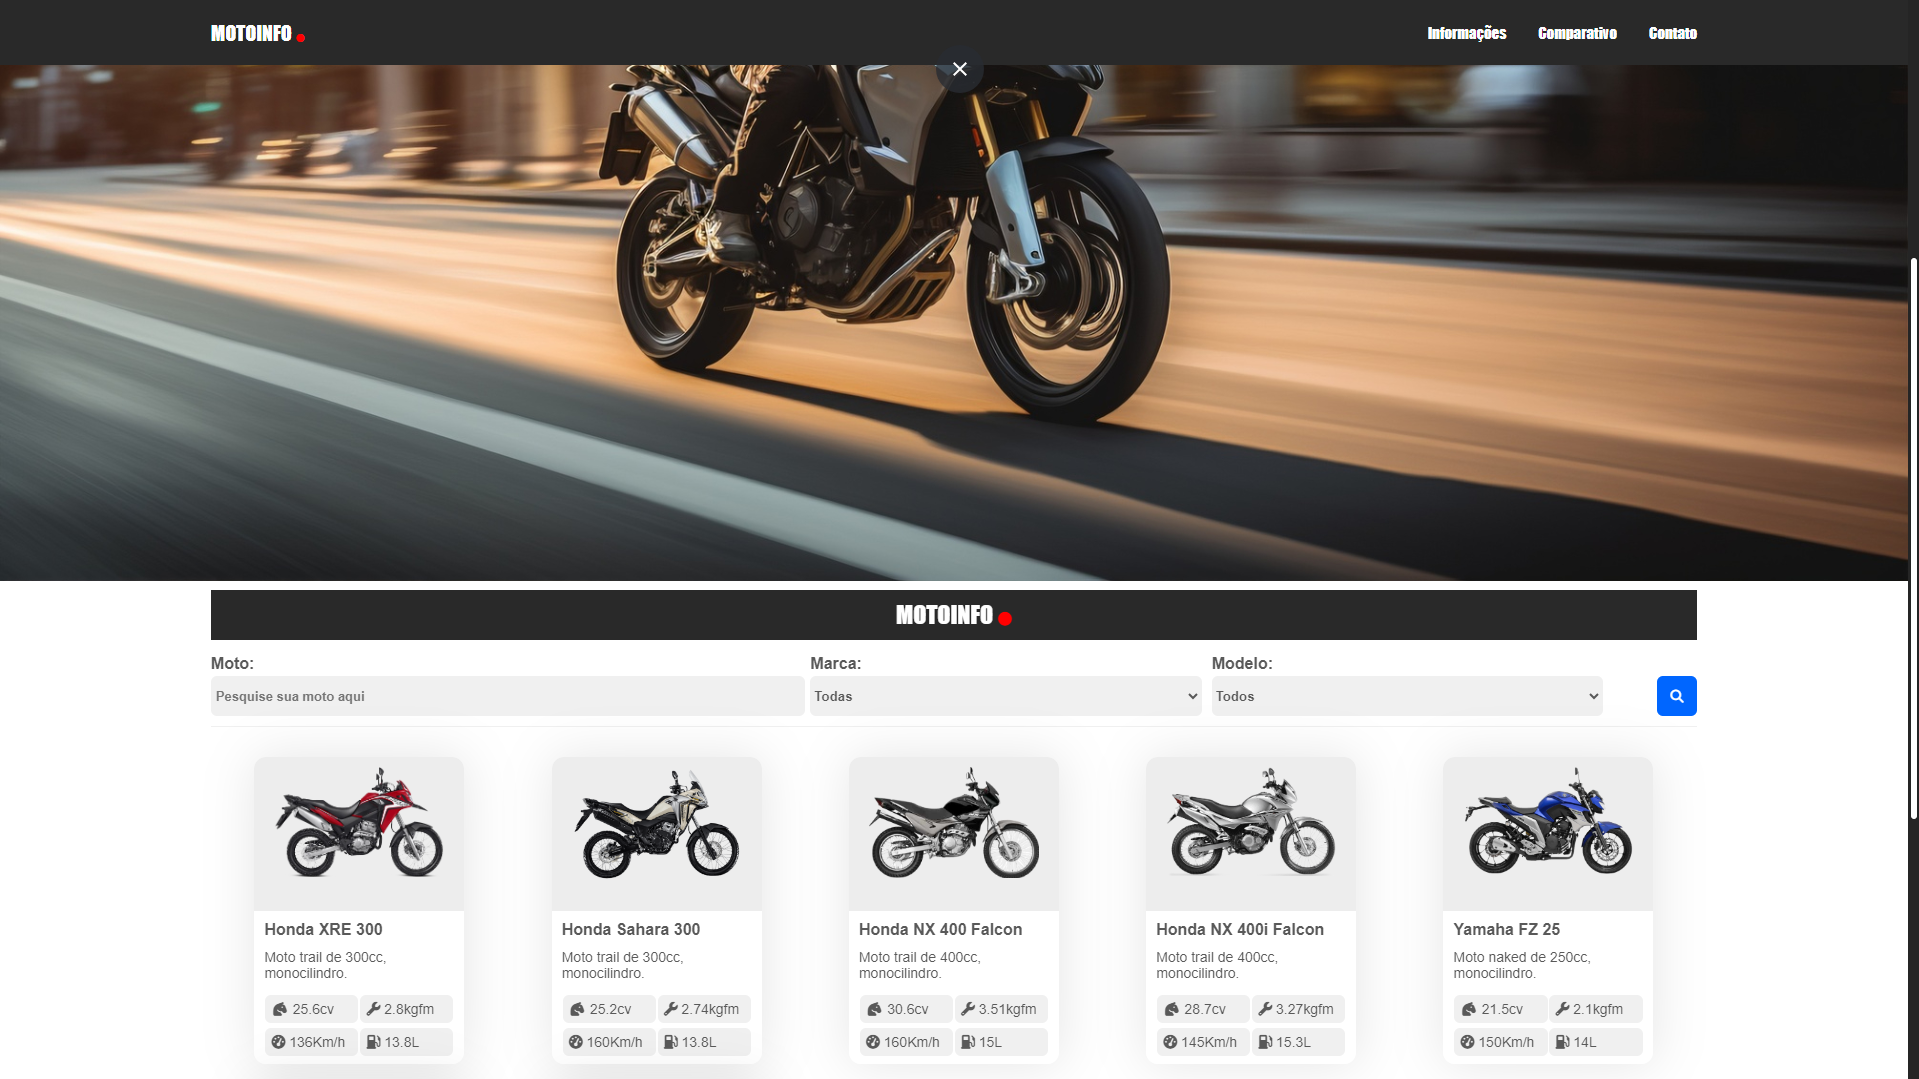 MOTOINFO
Informações Comparativo Contato
MOTOINFO
Moto: Marca: Modelo:
Pesquise sua moto aqui Todas Todos
Honda XRE 300
Moto trail de 300cc,
monocilindro.
25.6cv 2.8kgfm
136Km/h 13.8L
Honda Sahara 300
Moto trail de 300cc,
monocilindro.
25.2cv 2.74kgfm
160Km/h 13.8L
Honda NX 400 Falcon
Moto trail de 400cc,
monocilindro.
30.6cv 3.51kgfm
160Km/h 15L
Honda NX 400i Falcon
Moto trail de 400cc,
monocilindro.
28.7cv 3.27kgfm
145Km/h 15.3L
Yamaha FZ 25
Moto naked de 250cc,
monocilindro.
21.5cv 2.1kgfm
150Km/h 14L